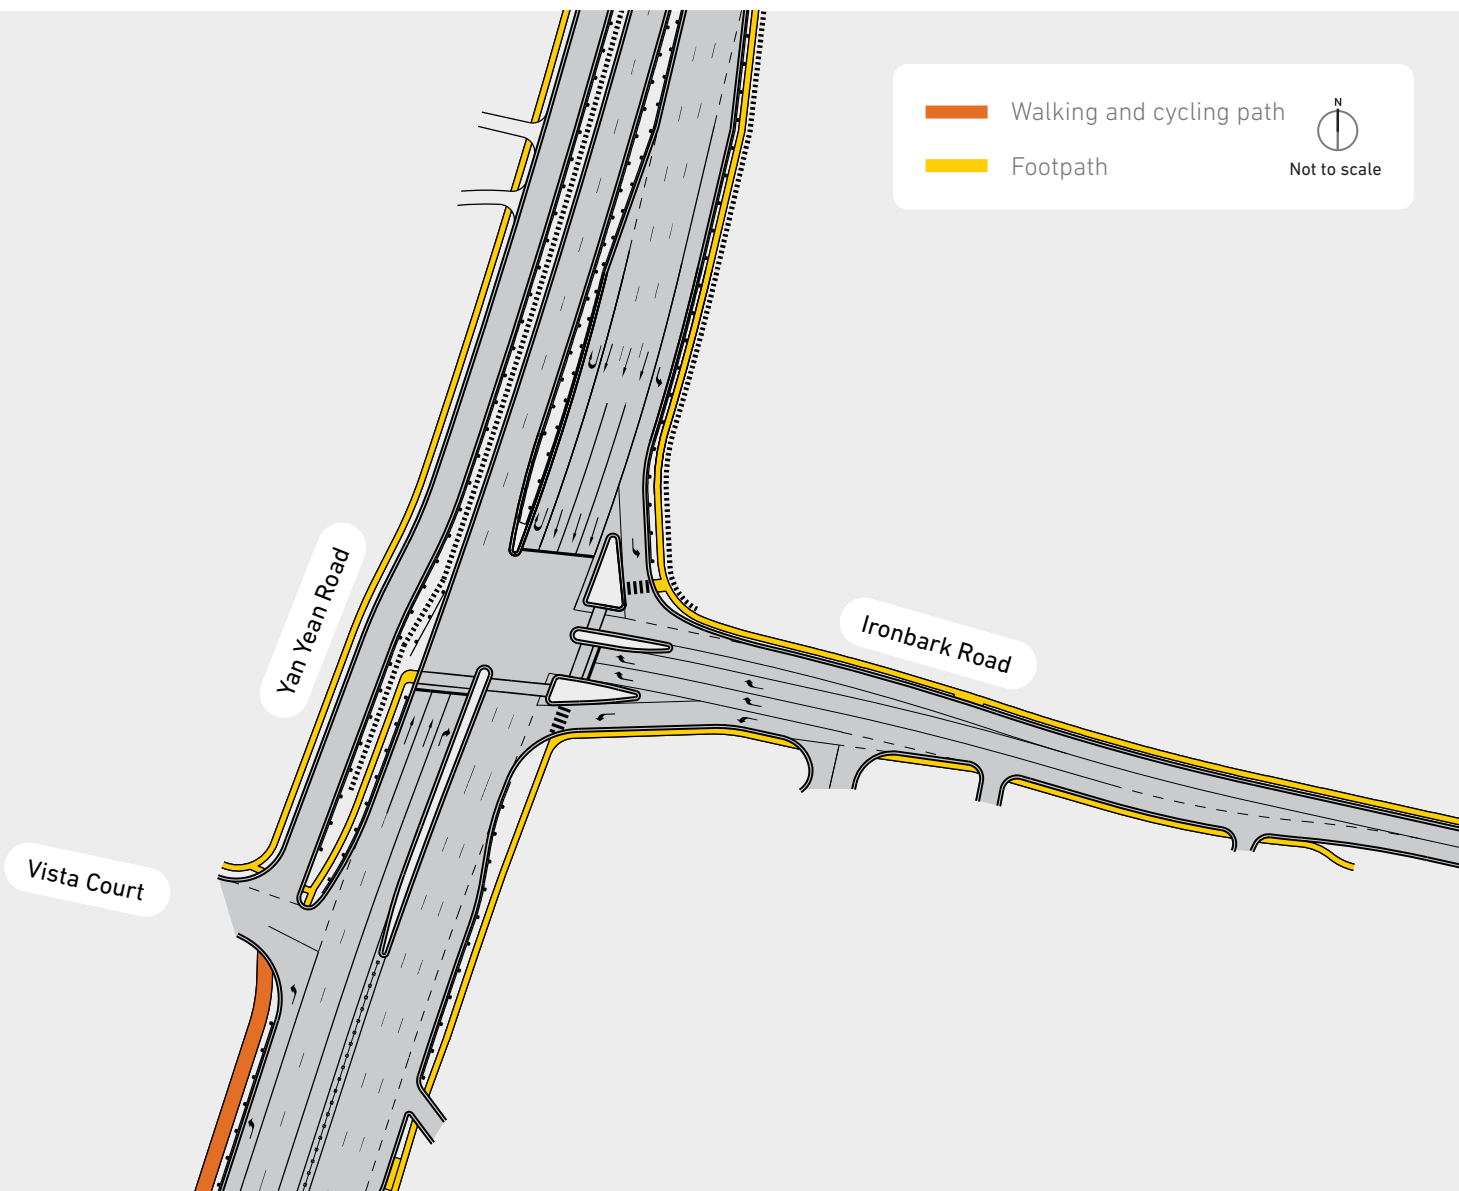 Walking and cycling path
N
Footpath
Not to scale
Yan Yean Road
Ironbark Road
Vista Court